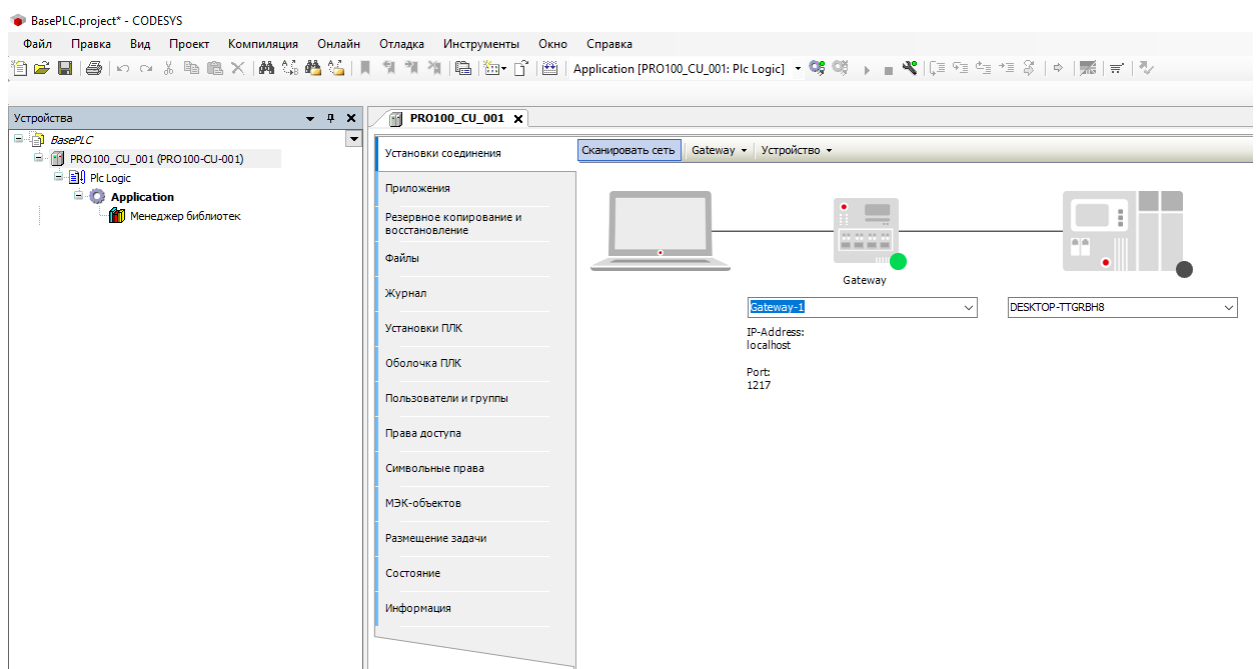 BasePLC.project* - CODESYS
Файл Правка Вид Проект Компиляция Онлайн Отладка Инструменты Окно Справка
Application [PRO100_CU_001: Plc Logic]
Устройства
BasePLC
PRO100_CU_001 (PRO100-CU-001)
Plc Logic
Application
Менеджер библиотек
PRO100_CU_001
Установки соединения
Приложения
Резервное копирование и
восстановление
Файлы
Журнал
Установки ПЛК
Оболочка ПЛК
Пользователи и группы
Права доступа
Символьные права
МЭК-объектов
Размещение задачи
Состояние
Информация
Сканировать сеть Gateway Устройство
Gateway
Gateway-1
DESKTOP-TTGRBH8
IP-Address:
localhost
Port:
1217